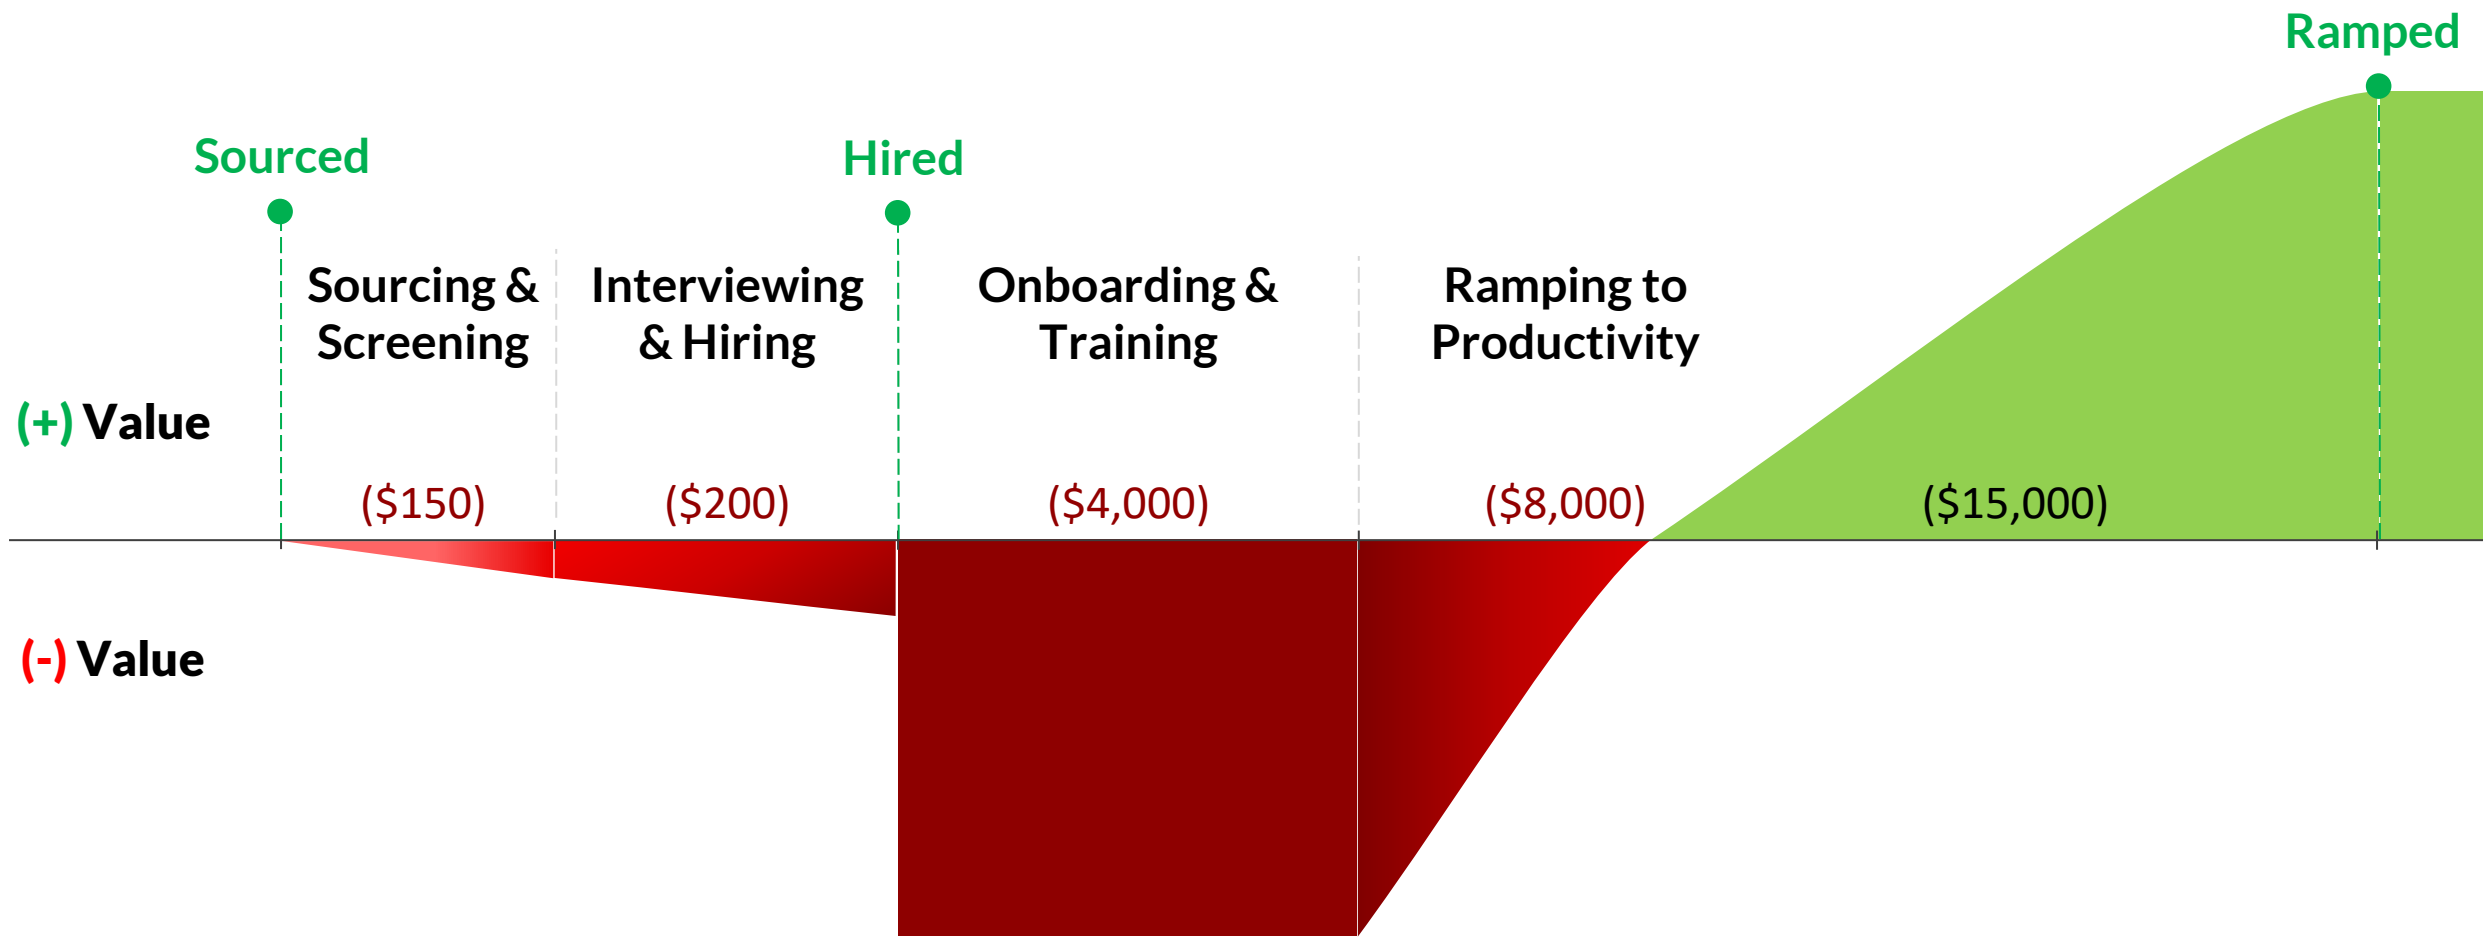 Ramped
Sourced
Hired
Sourcing &
Screening
Interviewing
& Hiring
Onboarding &
Training
Ramping to
Productivity
(+) Value
($150)
($200)
($4,000)
($8,000)
($15,000)
(-) Value